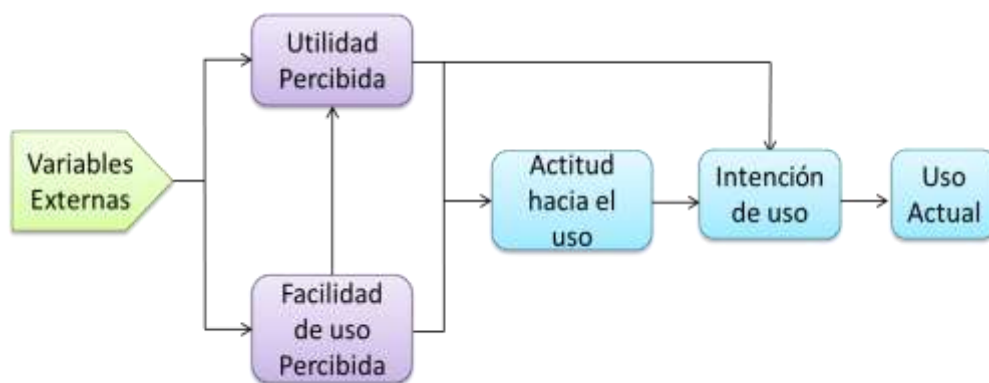 Utilidad
Percibida
Variables
Externas
Facilidad
de uso
Percibida
Actitud
hacia el
uso
Intención
de uso
Uso
Actual